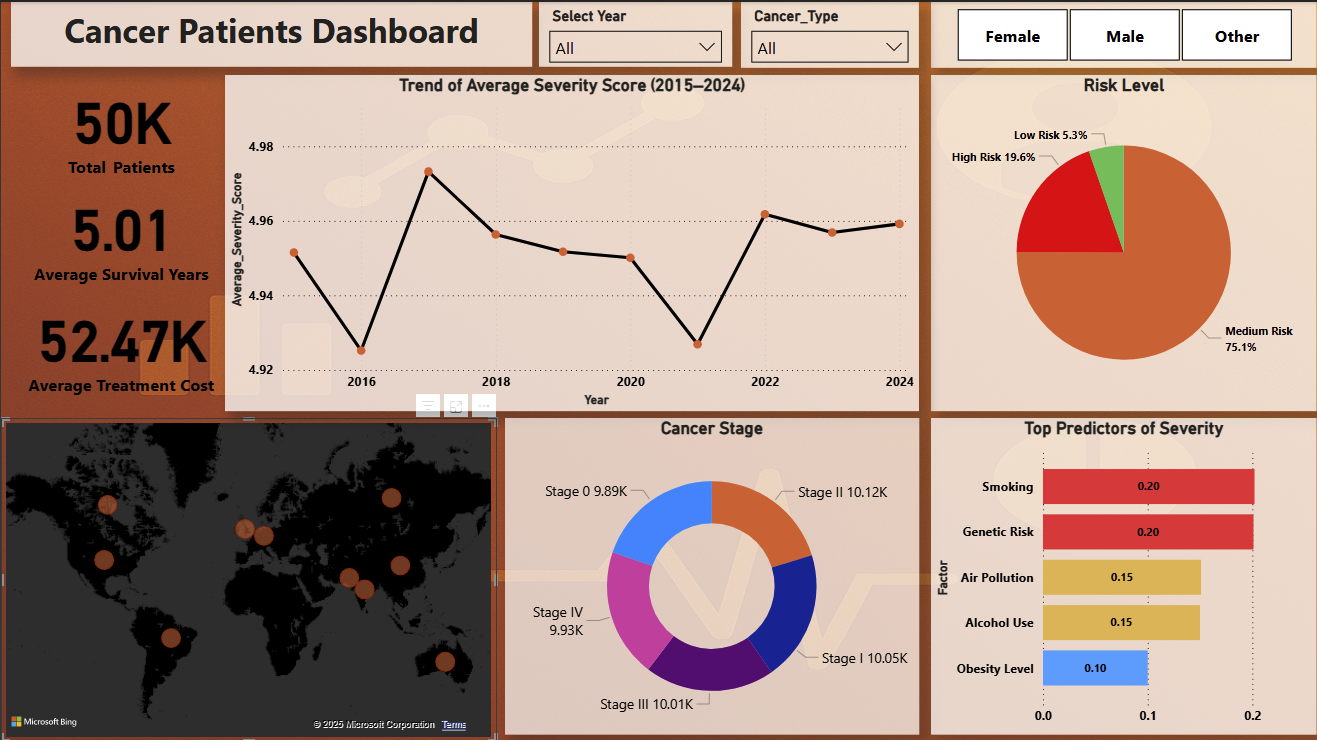 Cancer Patients Dashboard
Select Year
All
Cancer_Type
All
Female
Male
Other
50K
Total Patients
5.01
Average Survival Years
52.47K
Average Treatment Cost
Trend of Average Severity Score (2015–2024)
Average_Severity_Score
4.98
4.96
4.94
4.92
2016
2018
2020
2022
2024
Year
Risk Level
Low Risk 5.3%
High Risk 19.6%
Medium Risk
75.1%
Microsoft Bing
© 2025 Microsoft Corporation Terms
Cancer Stage
Stage 0 9.89K
Stage II 10.12K
Stage IV
9.93K
Stage I 10.05K
Stage III 10.01K
Top Predictors of Severity
Factor
Smoking
0.20
Genetic Risk
0.20
Air Pollution
0.15
Alcohol Use
0.15
Obesity Level
0.10
0.0
0.1
0.2